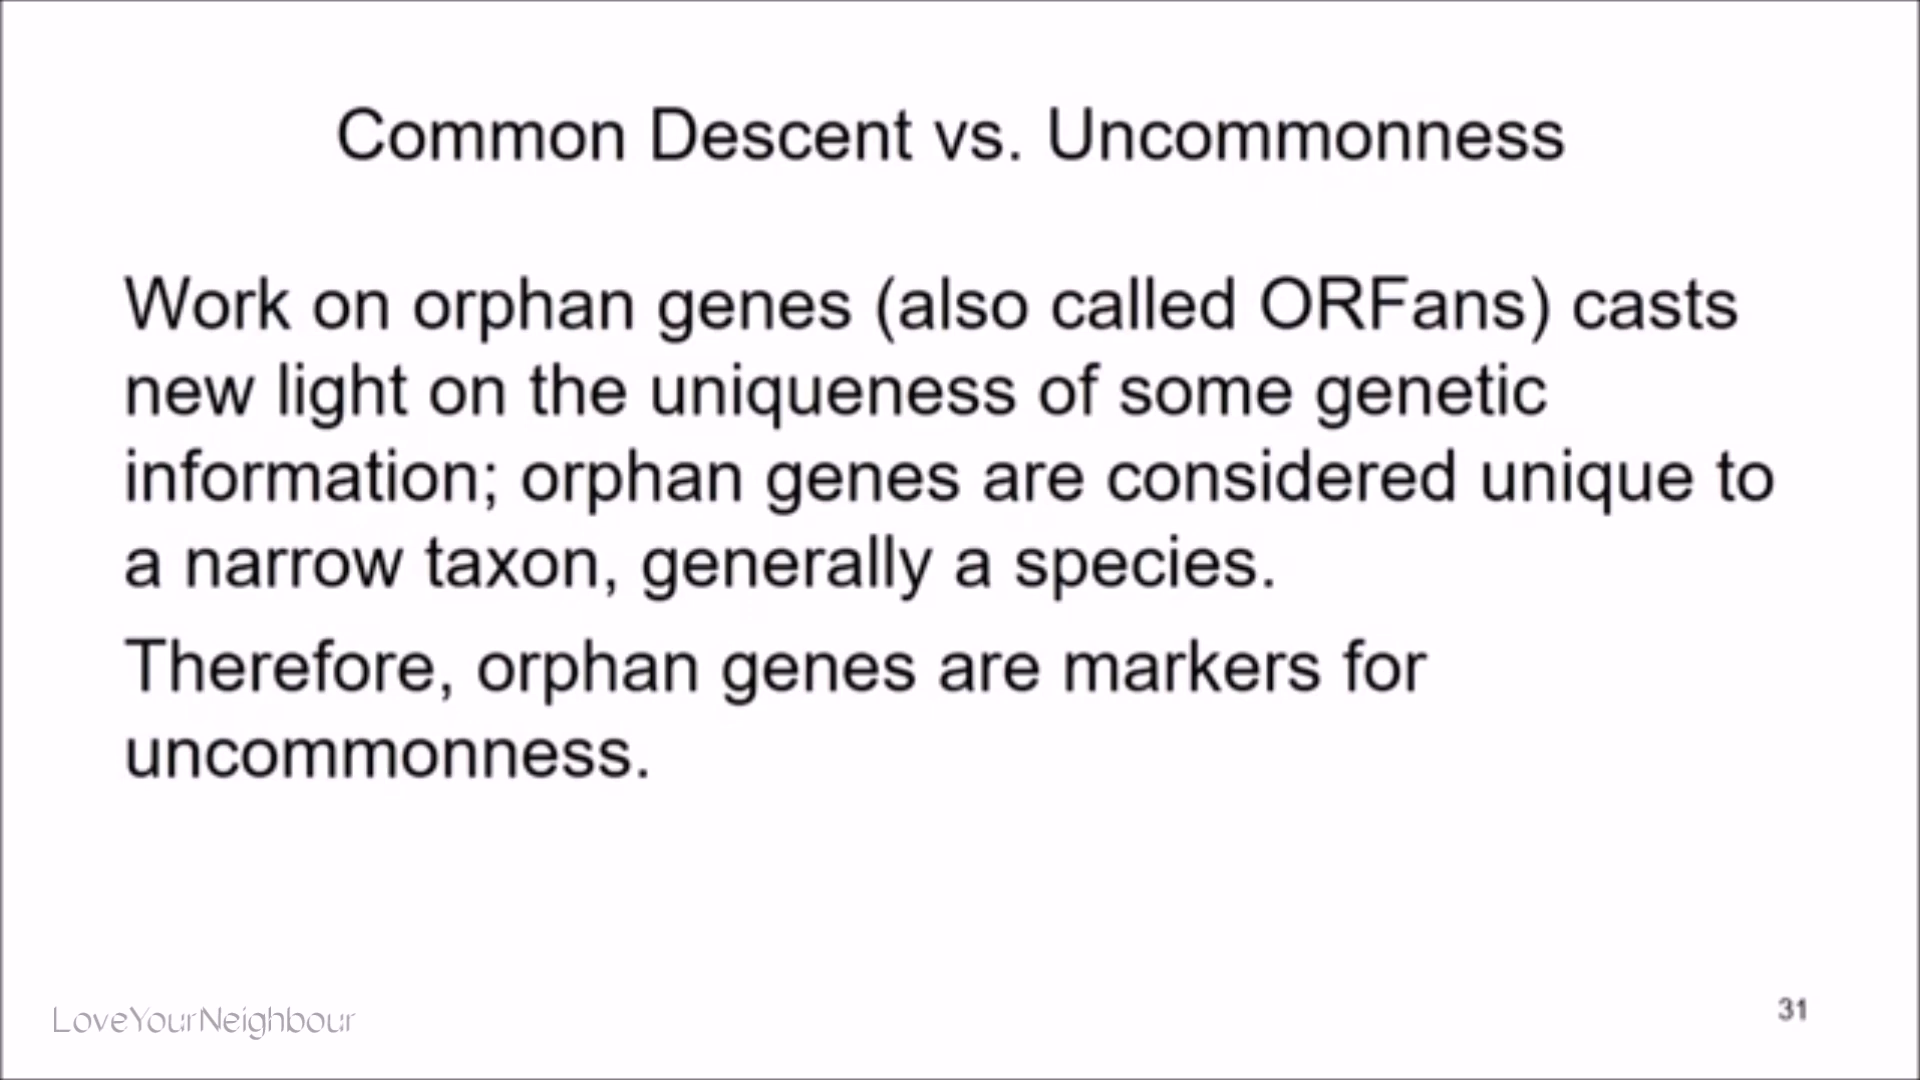 Common Descent vs. Uncommonness
Work on orphan genes (also called ORFans) casts
new light on the uniqueness of some genetic
information; orphan genes are considered unique to
a narrow taxon, generally a species.
Therefore, orphan genes are markers for
uncommonness.
LoveYourNeighbour
31